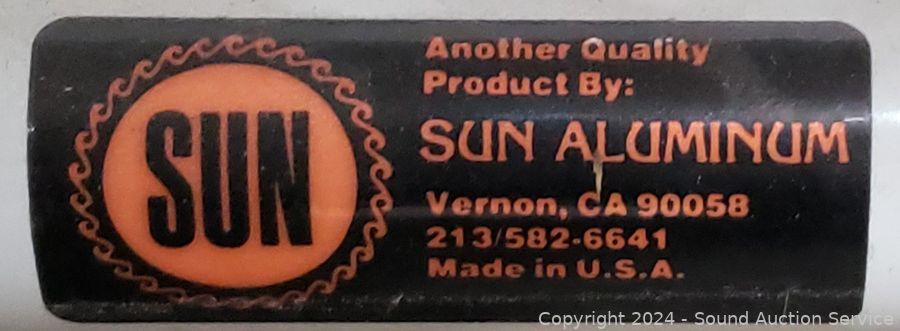 SUN
Another Quality
Product By:
SUN ALUMINUM
Vernon, CA 90058
213/582-6641
Made in U.S.A.
Copyright 2024 - Sound Auction Service